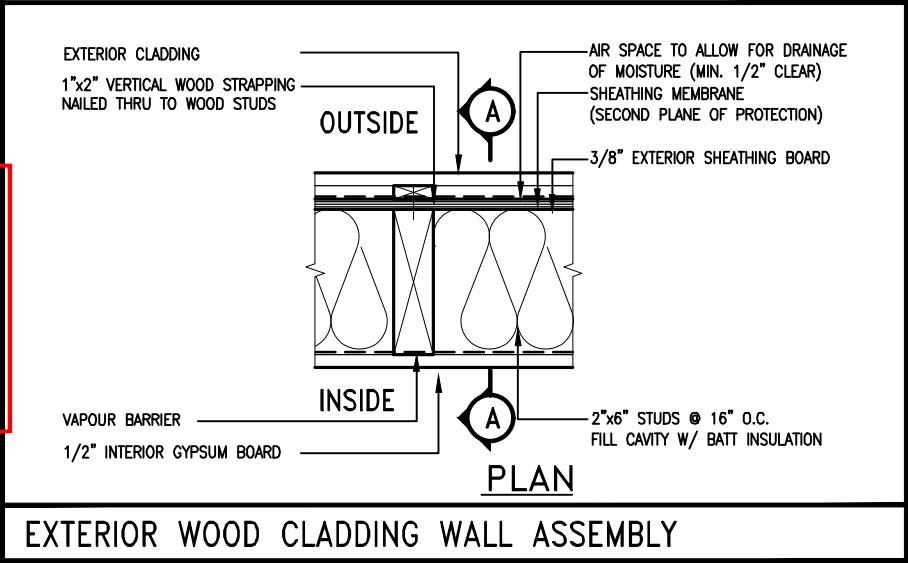 EXTERIOR CLADDING
1"x2" VERTICAL WOOD STRAPPING
NAILED THRU TO WOOD STUDS
OUTSIDE
A
AIR SPACE TO ALLOW FOR DRAINAGE
OF MOISTURE (MIN. 1/2" CLEAR)
SHEATHING MEMBRANE
(SECOND PLANE OF PROTECTION)
3/8" EXTERIOR SHEATHING BOARD
INSIDE
A
VAPOUR BARRIER
1/2" INTERIOR GYPSUM BOARD
2"x6" STUDS @ 16" O.C.
FILL CAVITY W/ BATT INSULATION
PLAN
EXTERIOR WOOD CLADDING WALL ASSEMBLY